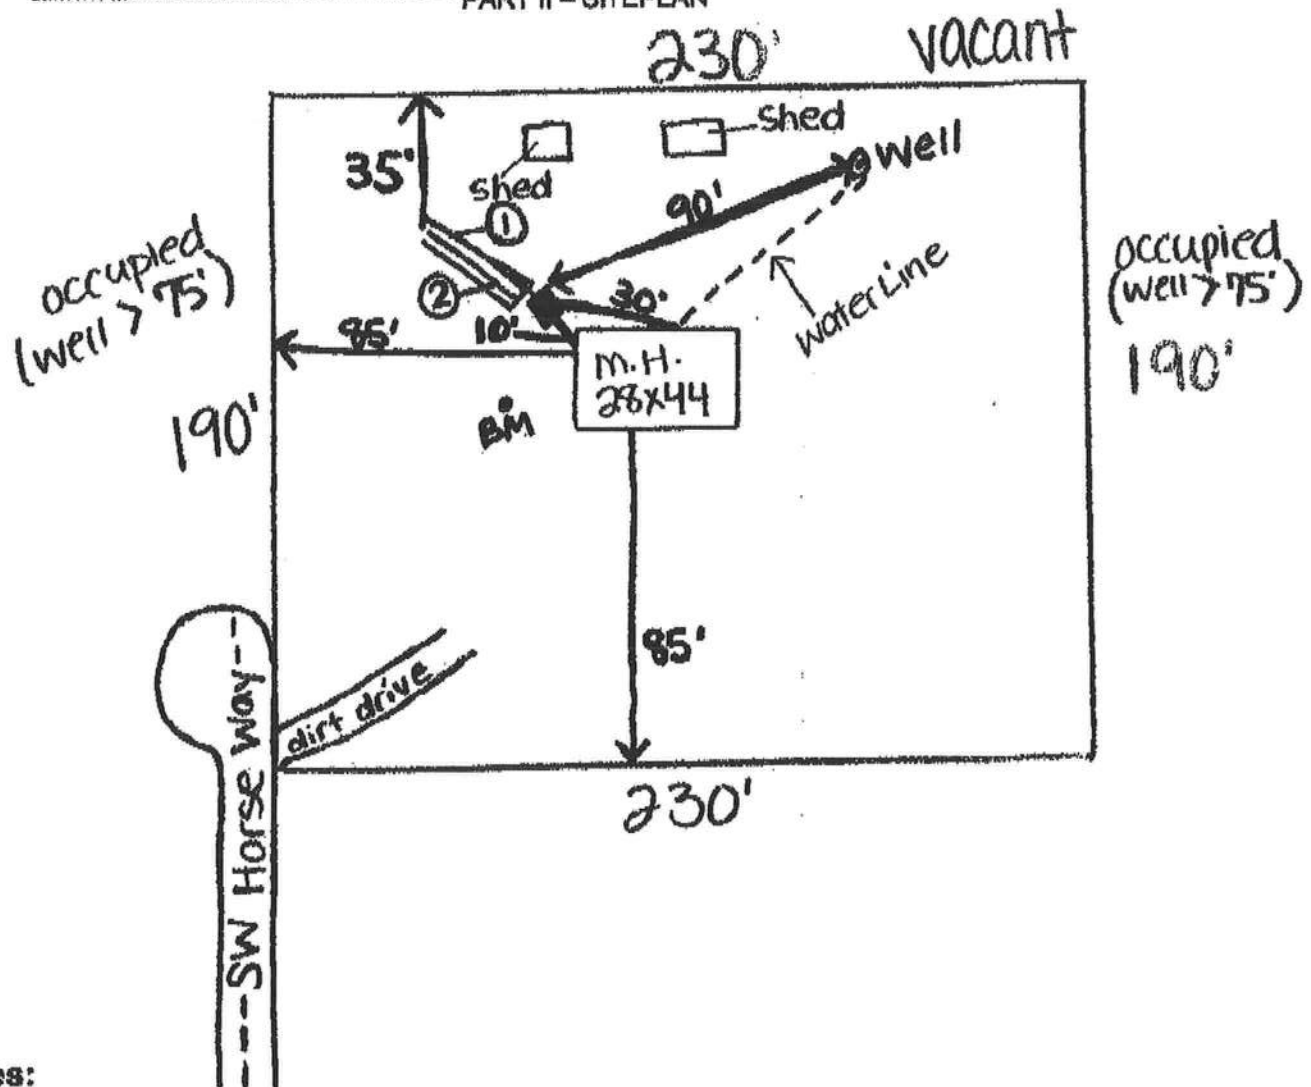 PART II - SITEPLAN
230'
vacant
shed
shed
well
35'
①
90'
②
30'
10'
waterline
occupied
(well > 75')
occupied
(well > 75')
85'
M.H.
28x44
BM
190'
190'
85'
dirt drive
SW Horse Way
230'
es: